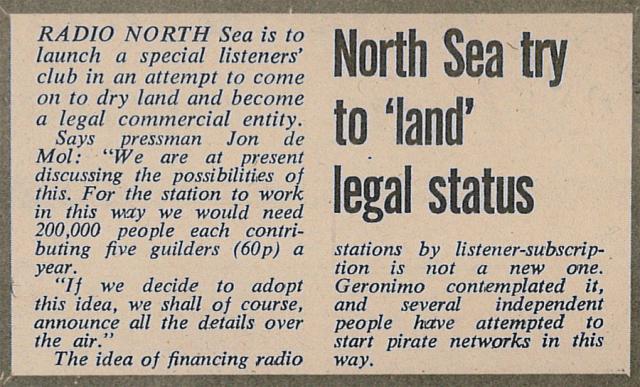 North Sea try
to 'land'
legal status
RADIO NORTH Sea is to
launch a special listeners'
club in an attempt to come
on to dry land and become
a legal commercial entity.
Says pressman Jon de
Mol: "We are at present
discussing the possibilities of
this. For the station to work
in this way we would need
200,000 people each contri-
buting five guilders (60p) a
year.
"If we decide to adopt
this idea, we shall of course,
announce all the details over
the air."
The idea of financing radio
stations by listener-subscrip-
tion is not a new one.
Geronimo contemplated it,
and several independent
people have attempted to
start pirate networks in this
way.